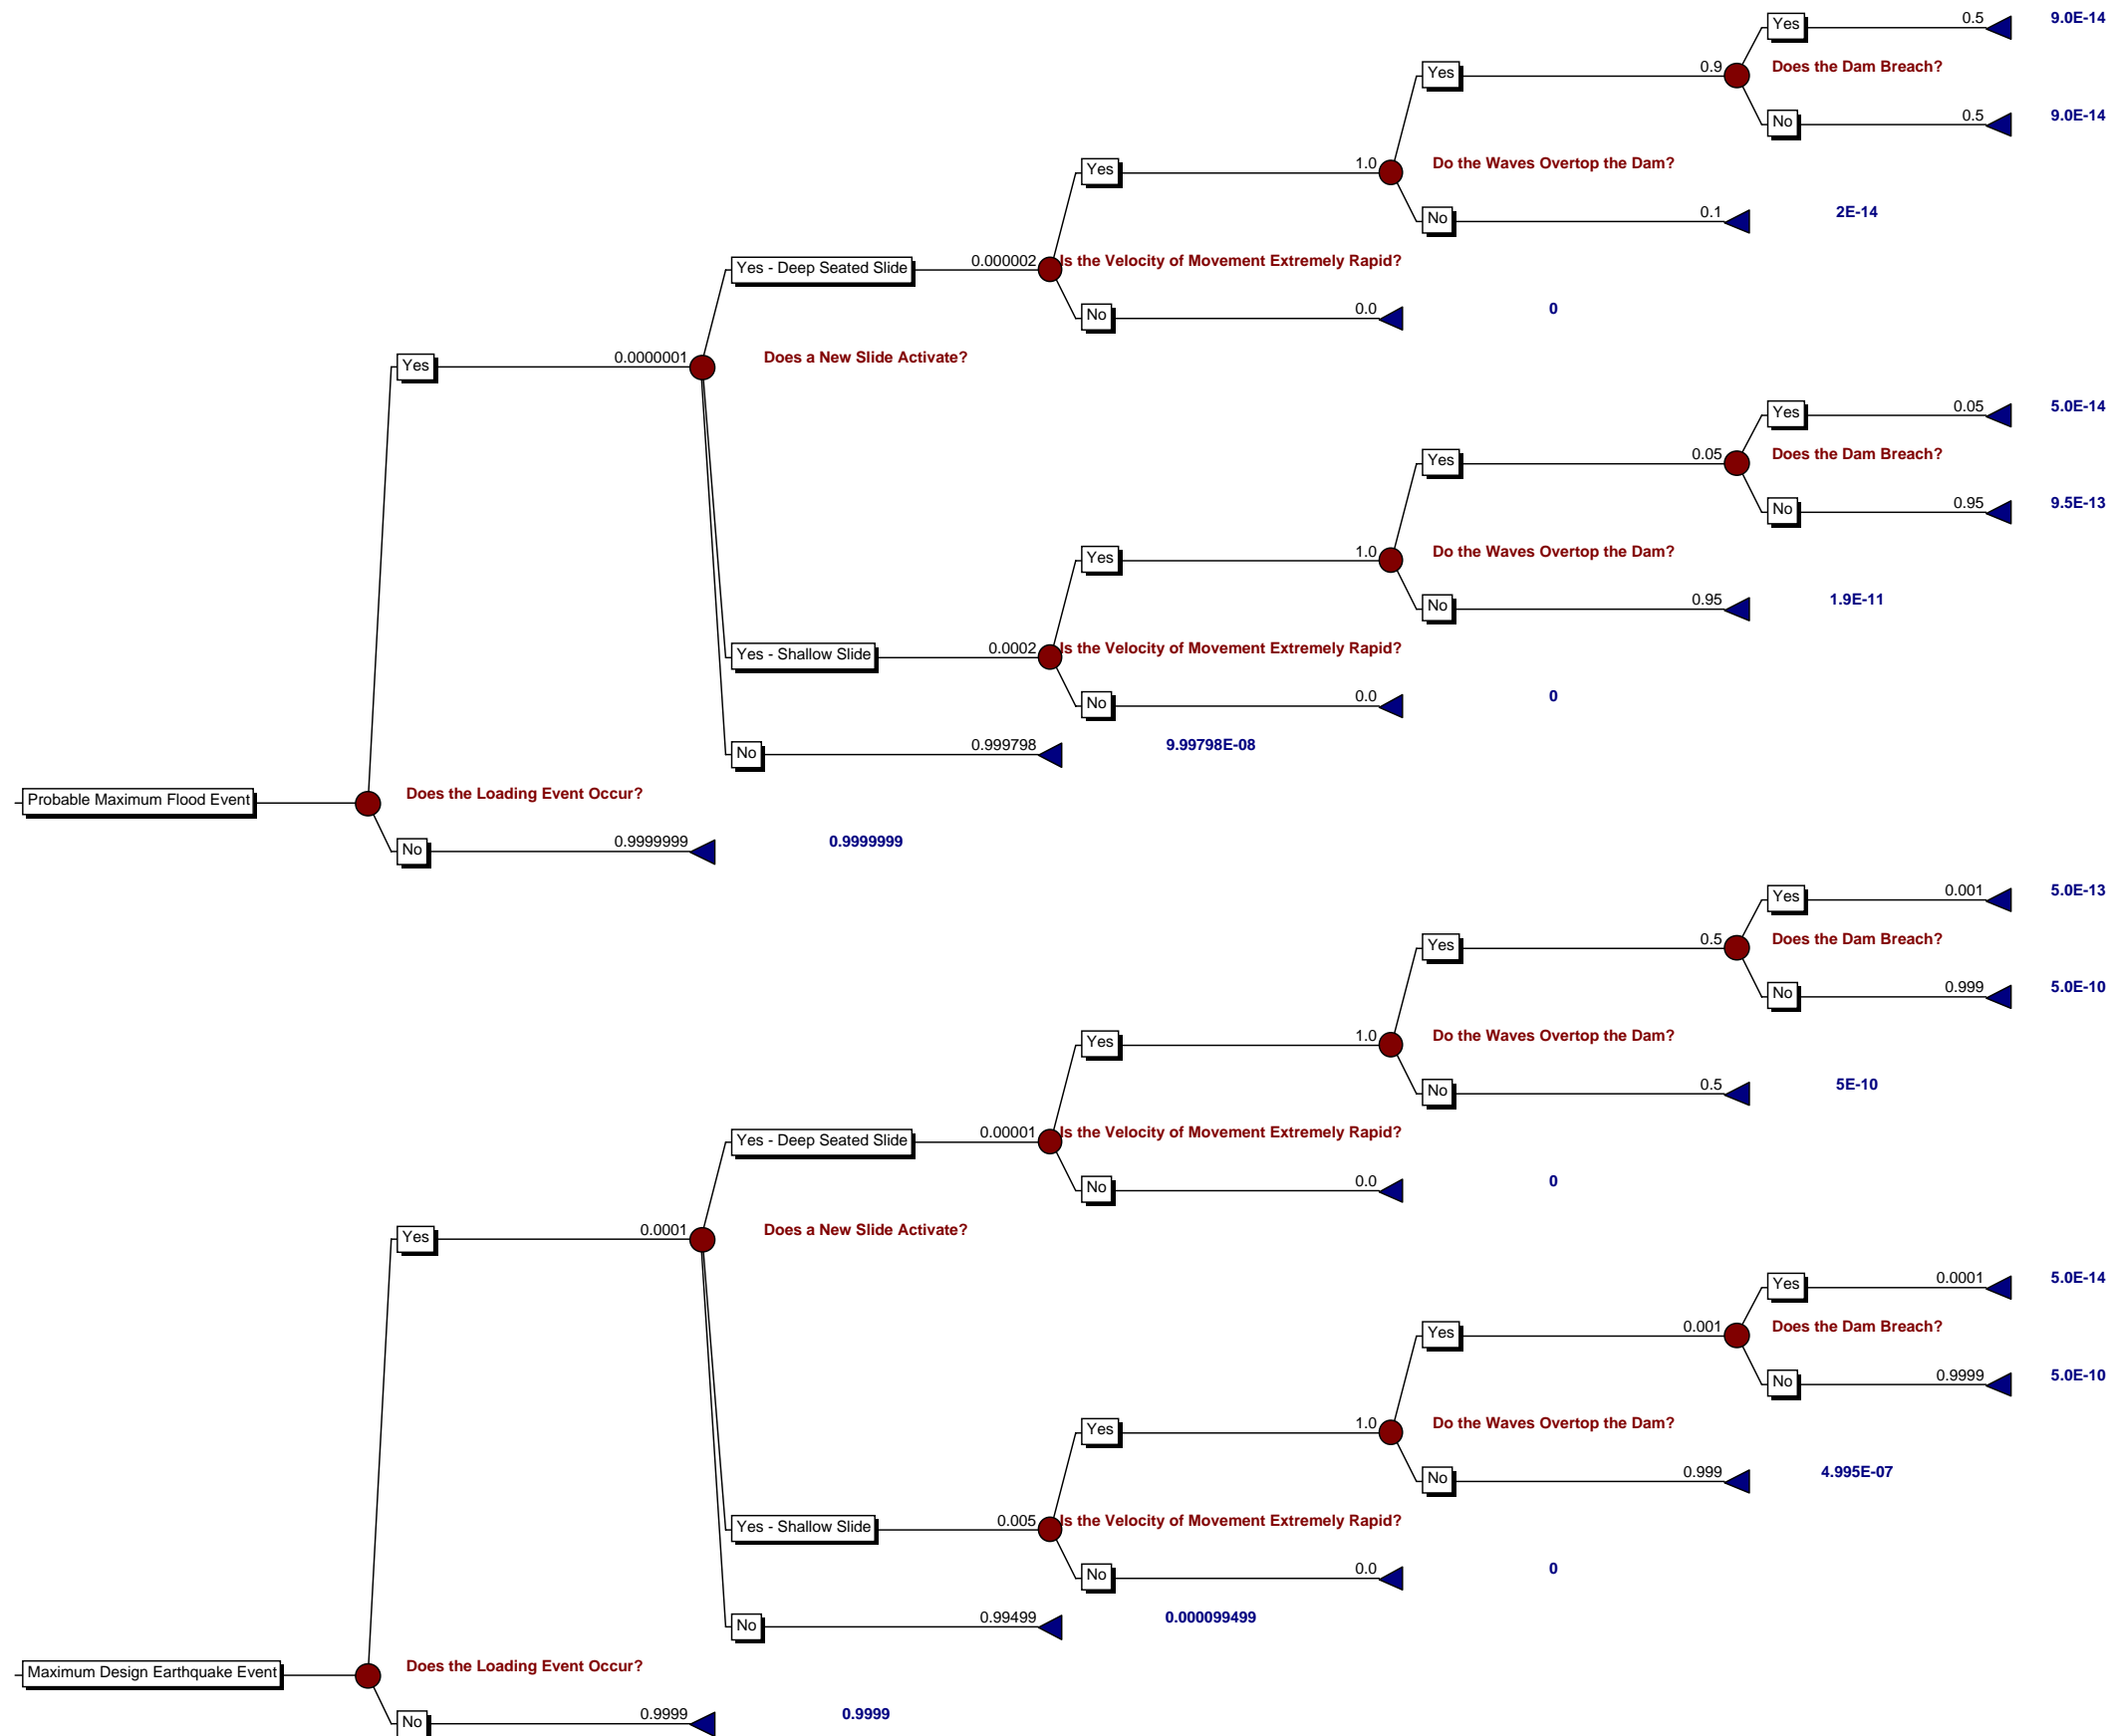 Yes 0.5 9.0E-14
Yes 0.9 Does the Dam Breach?
No 0.5 9.0E-14
Yes 1.0 Do the Waves Overtop the Dam?
No 0.1 2E-14
Yes - Deep Seated Slide 0.000002 Is the Velocity of Movement Extremely Rapid?
No 0.0 0
Yes 0.0000001 Does a New Slide Activate?
Yes 0.05 5.0E-14
Yes 0.05 Does the Dam Breach?
No 0.95 9.5E-13
Yes 1.0 Do the Waves Overtop the Dam?
No 0.95 1.9E-11
Yes - Shallow Slide 0.0002 Is the Velocity of Movement Extremely Rapid?
No 0.0 0
No 0.999798 9.99798E-08
Probable Maximum Flood Event Does the Loading Event Occur?
No 0.9999999 0.9999999
Yes 0.001 5.0E-13
Yes 0.5 Does the Dam Breach?
No 0.999 5.0E-10
Yes 1.0 Do the Waves Overtop the Dam?
No 0.5 5E-10
Yes - Deep Seated Slide 0.00001 Is the Velocity of Movement Extremely Rapid?
No 0.0 0
Yes 0.0001 Does a New Slide Activate?
Yes 0.0001 5.0E-14
Yes 0.001 Does the Dam Breach?
No 0.9999 5.0E-10
Yes 1.0 Do the Waves Overtop the Dam?
No 0.999 4.995E-07
Yes - Shallow Slide 0.005 Is the Velocity of Movement Extremely Rapid?
No 0.0 0
No 0.99499 0.000099499
Maximum Design Earthquake Event Does the Loading Event Occur?
No 0.9999 0.9999